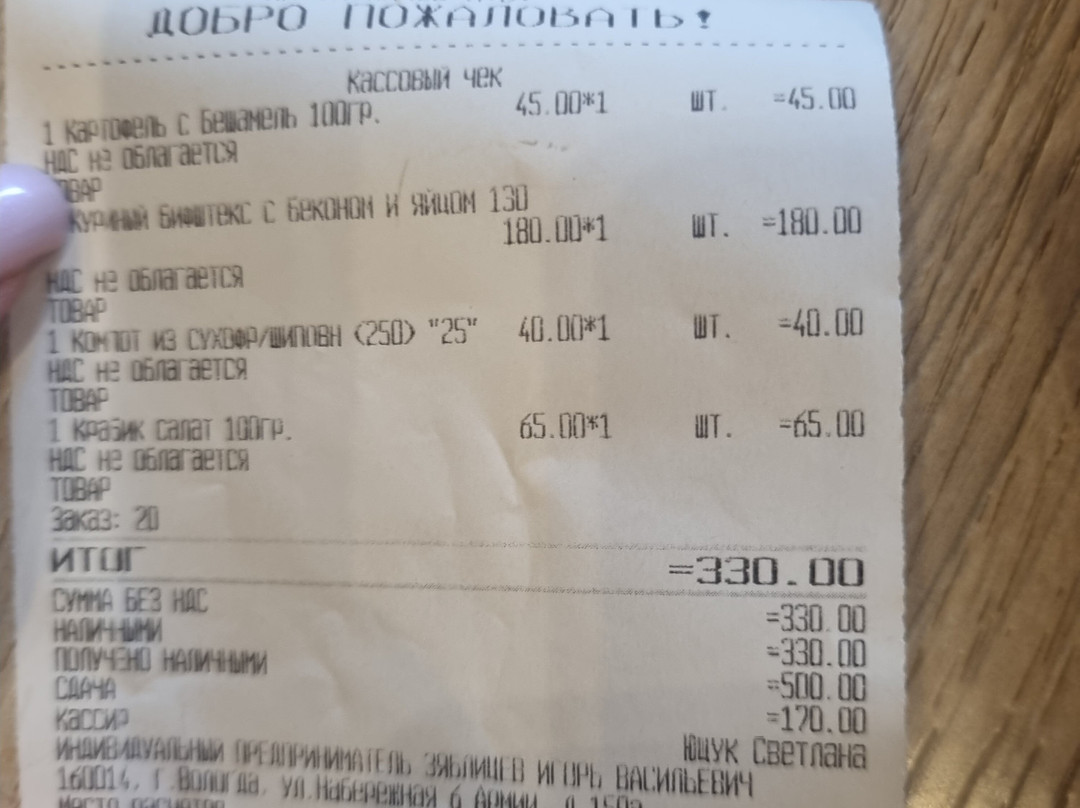 ДОБРО ПОЖАЛОВАТЬ!
КАССОВЫЙ ЧЕК
1 Картофель с Бешамель 100гр. 45.00*1 шт. =45.00
НДС не облагается
ТОВАР
Куриный бифштекс с беконом и яйцом 130
180.00*1 шт. =180.00
НДС не облагается
ТОВАР
1 Компот из сухофр/шиповн (250) "25" 40.00*1 шт. =40.00
НДС не облагается
ТОВАР
1 Кразик салат 100гр. 65.00*1 шт. =65.00
НДС не облагается
ТОВАР
Заказ: 20
ИТОГ =330.00
СУММА БЕЗ НДС =330.00
НАЛИЧНЫМИ =330.00
ПОЛУЧЕНО НАЛИЧНЫМИ =500.00
СДАЧА =170.00
КАССИР Ющук Светлана
ИНДИВИДУАЛЬНЫЙ ПРЕДПРИНИМАТЕЛЬ ЗЯБЛИЦЕВ ИГОРЬ ВАСИЛЬЕВИЧ
160014, г.Вологда, ул.Набережная 6 Армии, д.150а
Место расчетов